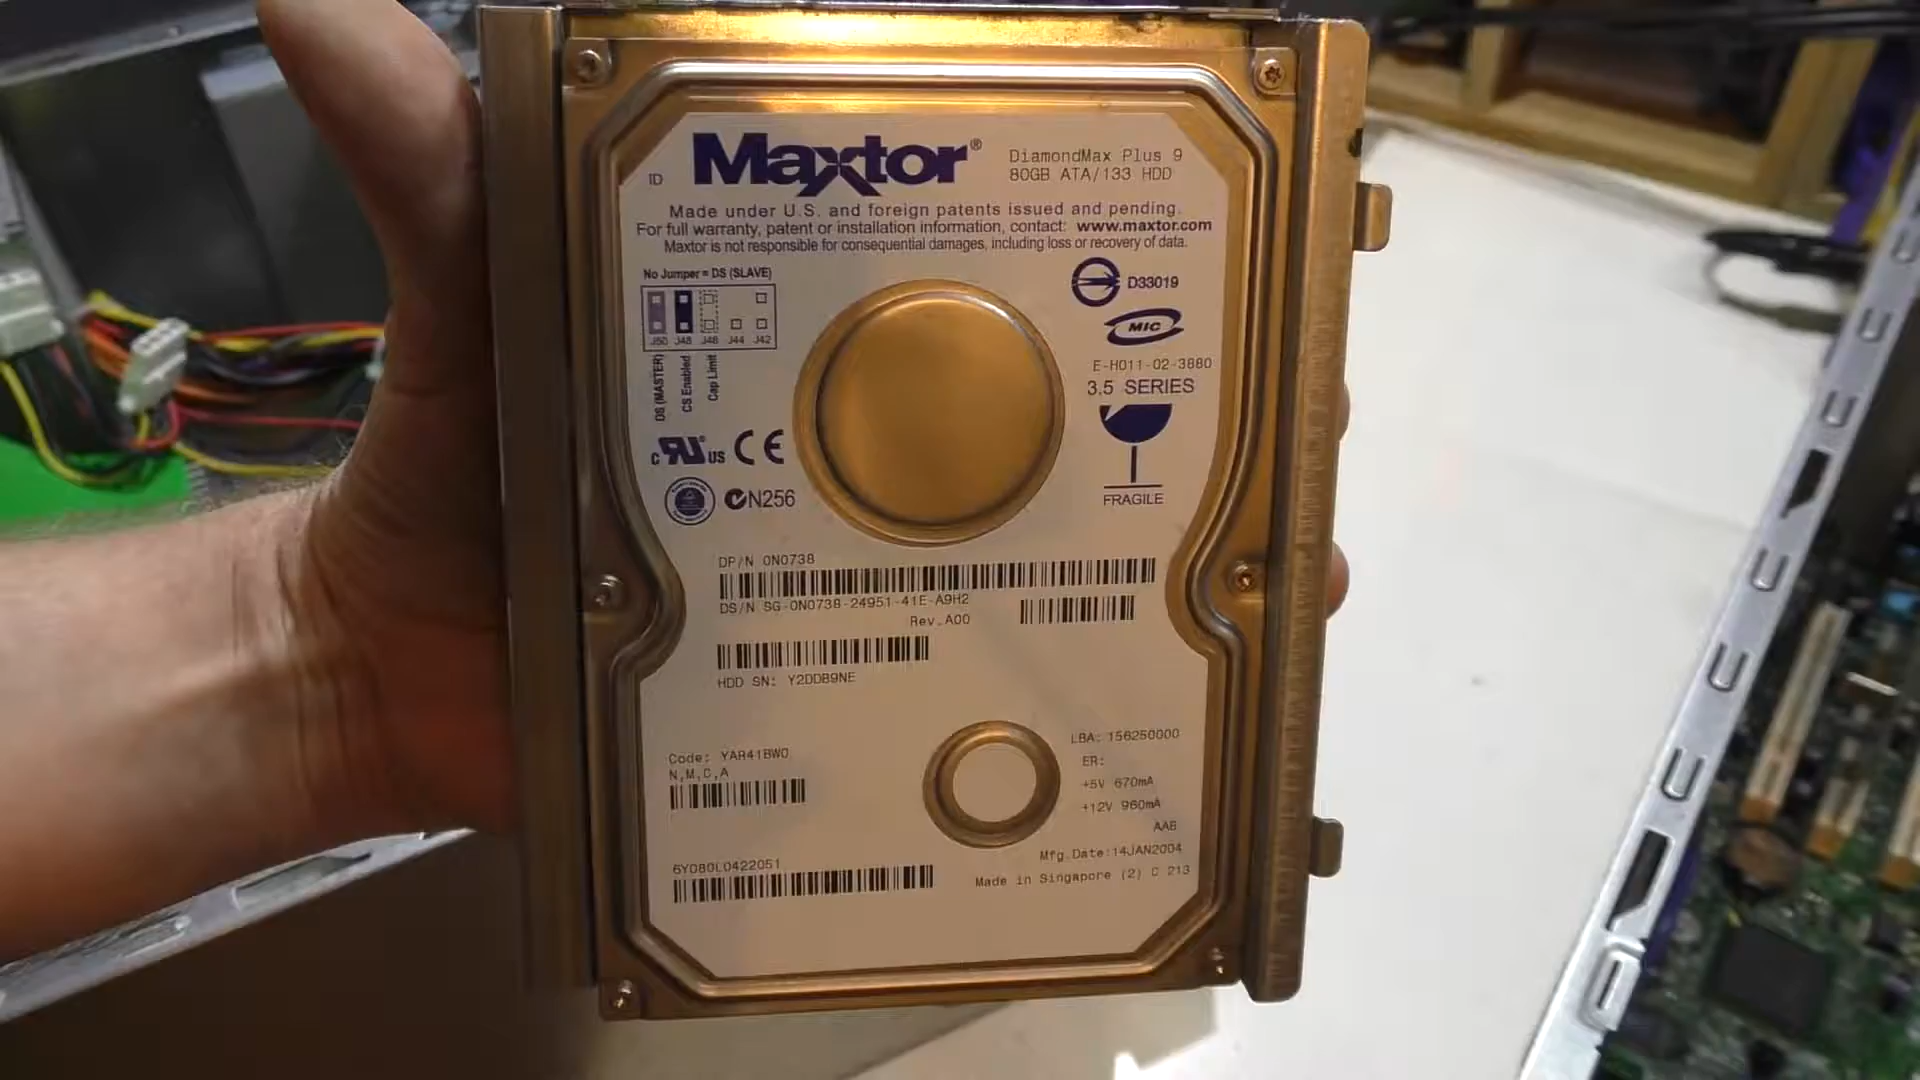 Maxtor®
DiamondMax Plus 9
80GB ATA/133 HDD
ID
Made under U.S. and foreign patents issued and pending.
For full warranty, patent or installation information, contact: www.maxtor.com
Maxtor is not responsible for consequential damages, including loss or recovery of data.
No Jumper = DS (SLAVE)
J50 J48 J46 J44 J42
DS (MASTER)
CS Enabled
Cap Limit
D33019
MIC
E-H011-02-3880
3.5 SERIES
FRAGILE
c RU US CE
N256
DP/N 0N0738
DS/N SG-0N0738-24951-41E-A9H2
Rev.A00
HDD SN: Y2DDB9NE
Code: YAR41BW0
N,M,C,A
LBA: 156250000
ER:
+5V 670mA
+12V 960mA
AAB
Mfg.Date:14JAN2004
Made in Singapore (2) C 213
6Y080L0422051